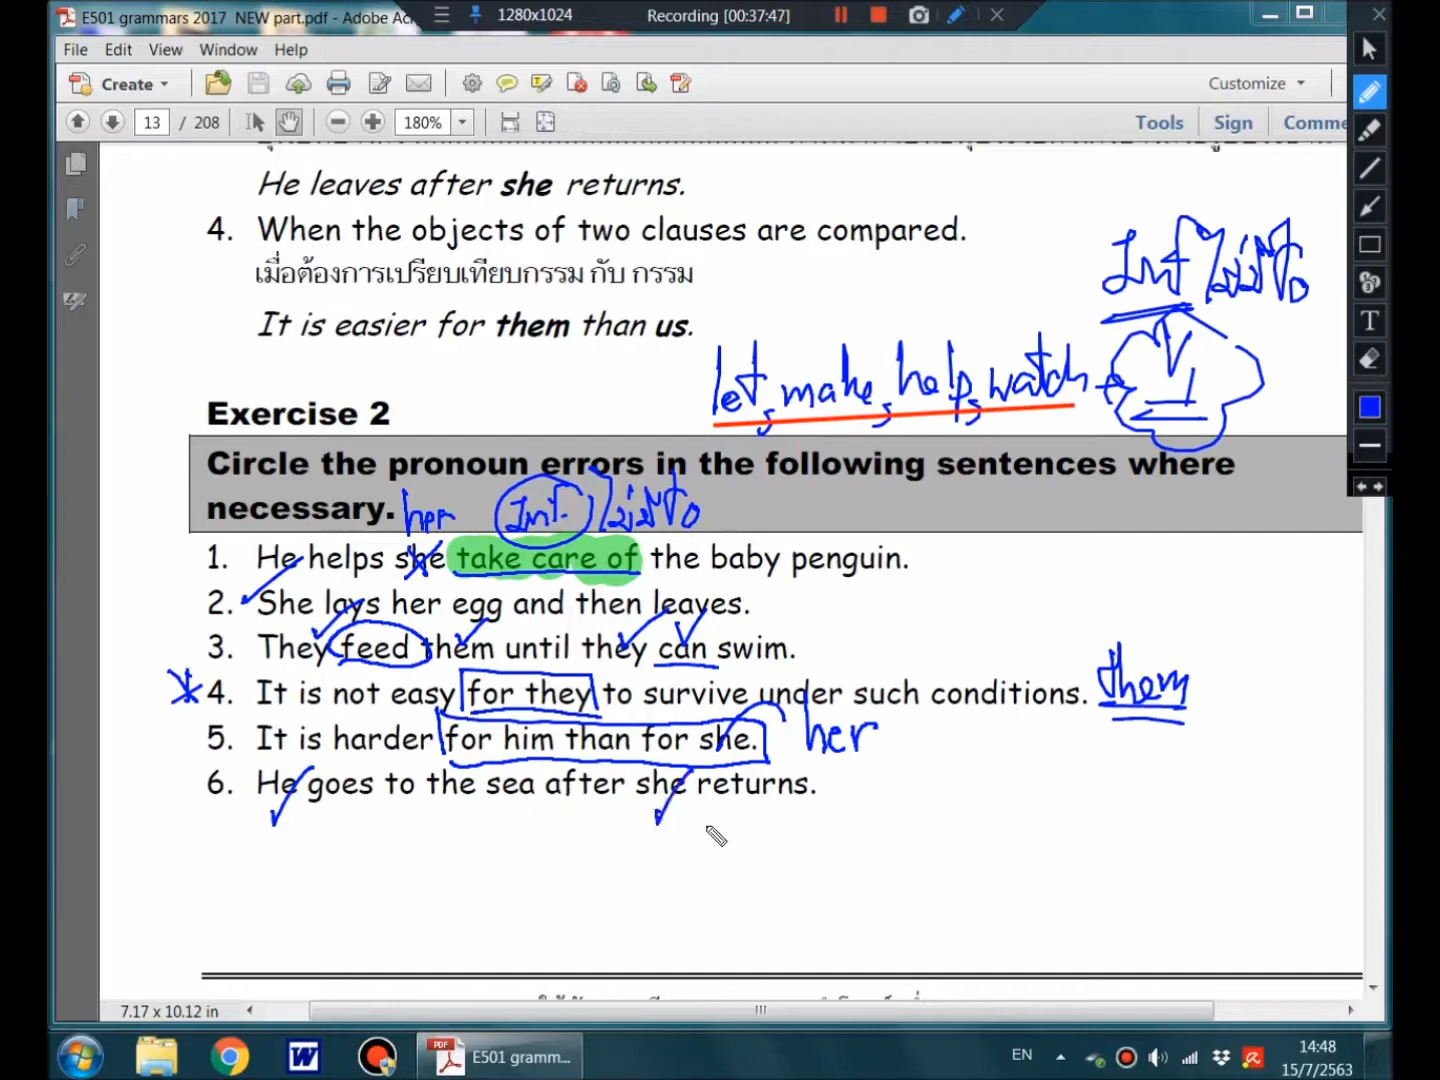 E501 grammars 2017 NEW part.pdf - Adobe Acr
1280x1024
Recording [00:37:47]
File Edit View Window Help
Create
Customize
13 / 208
180%
Tools Sign Comme
He leaves after she returns.
4. When the objects of two clauses are compared.
เมื่อต้องการเปรียบเทียบกรรม กับ กรรม
Inf ไม่มี to
It is easier for them than us.
let, make, help, watch + V1
Exercise 2
Circle the pronoun errors in the following sentences where
necessary.
her Inf. ไม่มี to
1. He helps she take care of the baby penguin.
2. She lays her egg and then leaves.
3. They feed them until they can swim.
4. It is not easy for they to survive under such conditions. them
5. It is harder for him than for she. her
6. He goes to the sea after she returns.
7.17 x 10.12 in
E501 gramm...
EN
14:48
15/7/2563